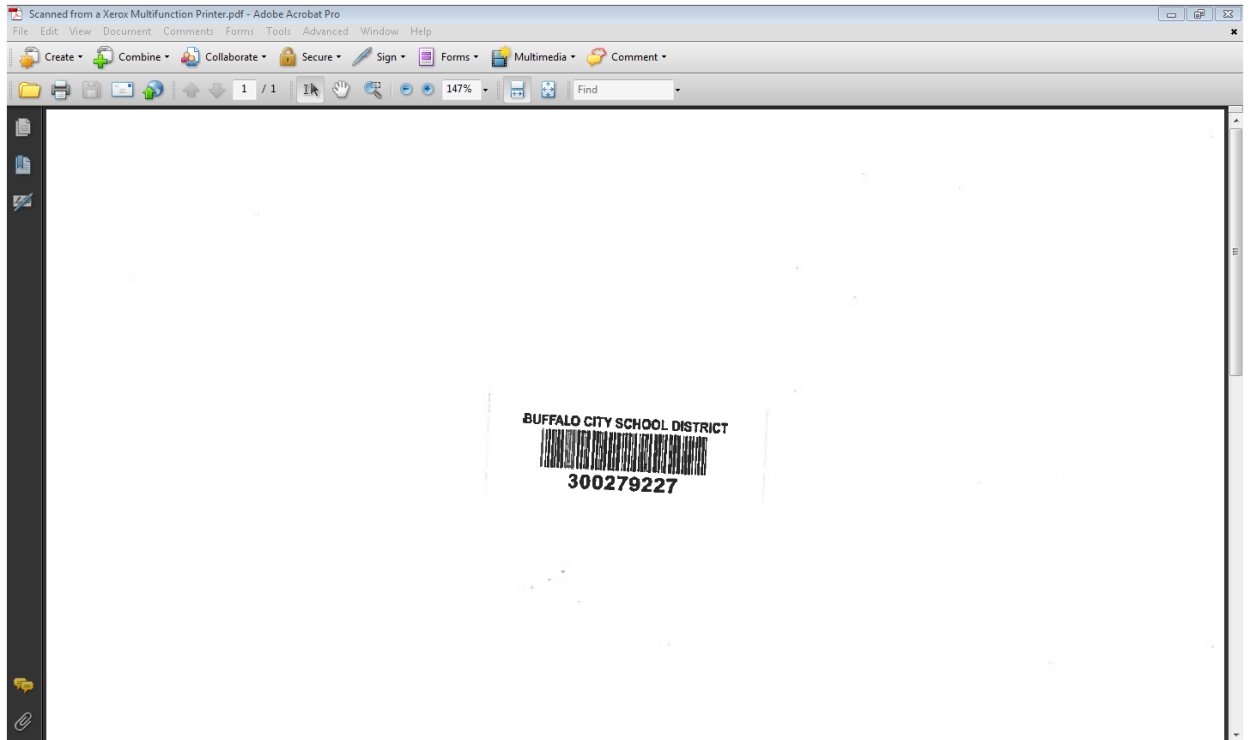 Scanned from a Xerox Multifunction Printer.pdf - Adobe Acrobat Pro
File Edit View Document Comments Forms Tools Advanced Window Help
Create Combine Collaborate Secure Sign Forms Multimedia Comment
1 / 1 147% Find
BUFFALO CITY SCHOOL DISTRICT
300279227